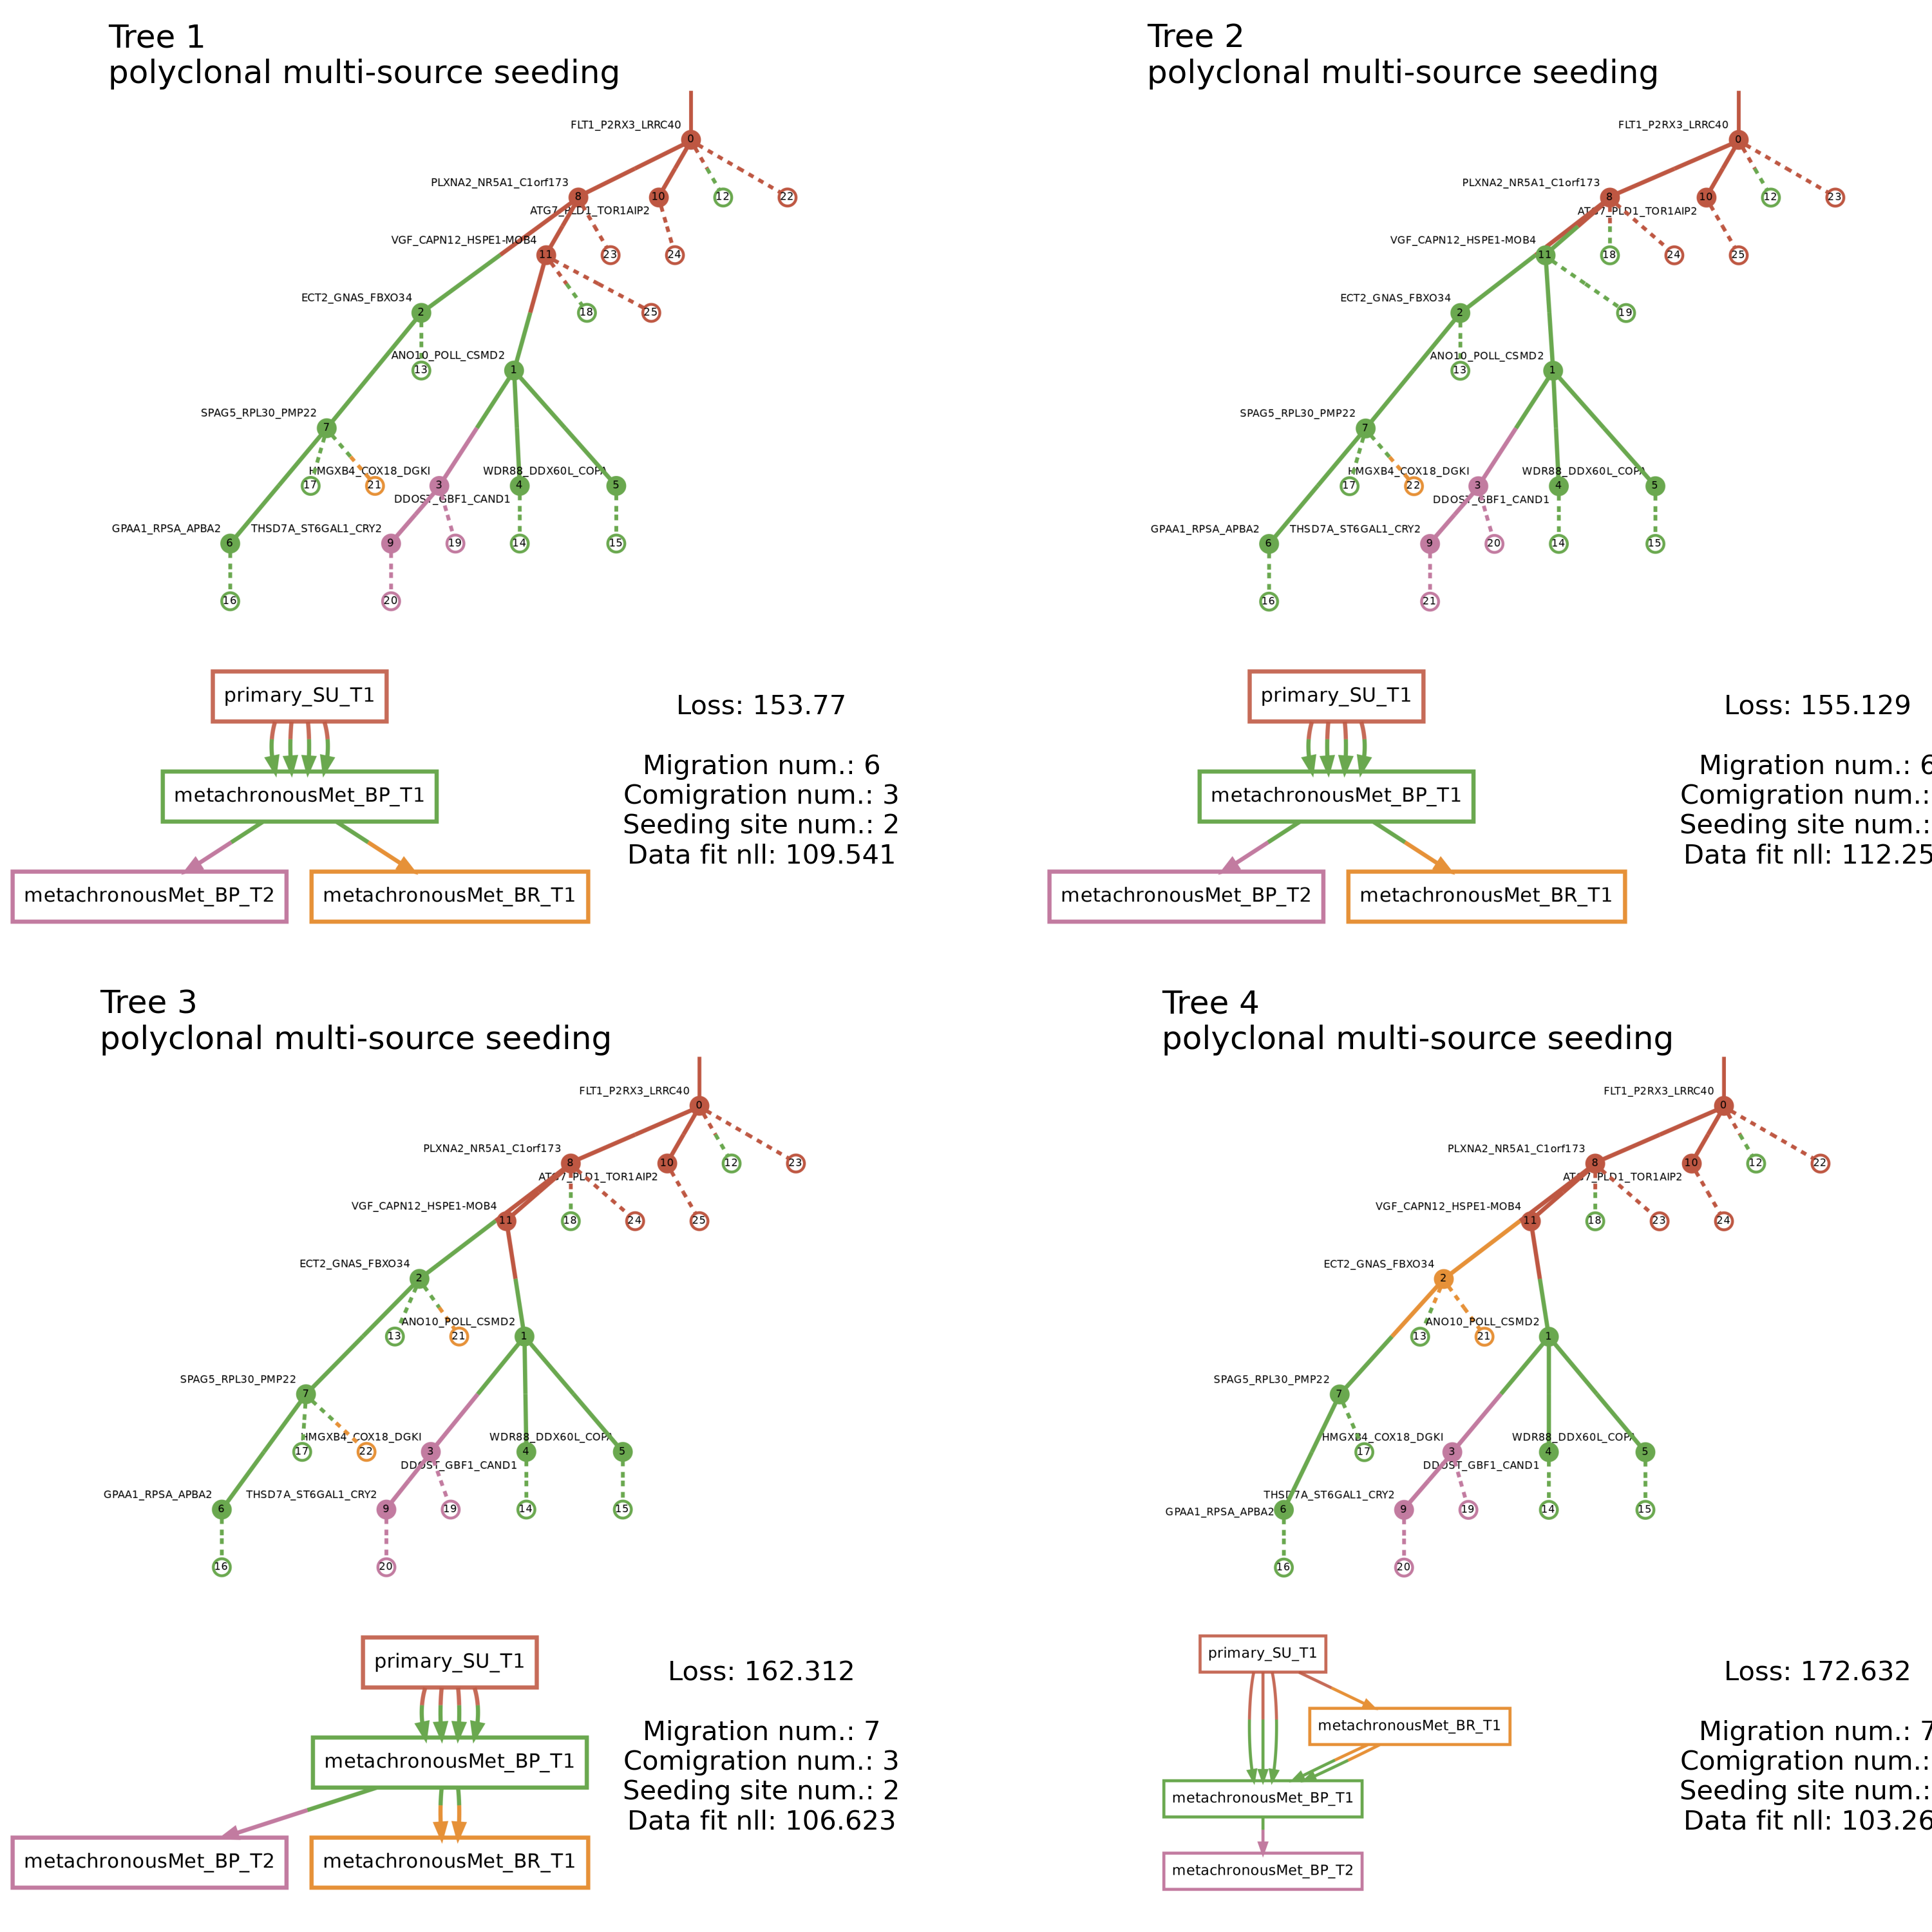 Tree 1
polyclonal multi-source seeding
FLT1_P2RX3_LRRC40
0
PLXNA2_NR5A1_C1orf173
8
10
12
22
ATG7_PLD1_TOR1AIP2
VGF_CAPN12_HSPE1-MOB4
11
23
24
ECT2_GNAS_FBXO34
2
18
25
ANO10_POLL_CSMD2
13
1
SPAG5_RPL30_PMP22
7
HMGXB4_COX18_DGKI
WDR88_DDX60L_COPA
17
21
3
4
5
DDOST_GBF1_CAND1
GPAA1_RPSA_APBA2
THSD7A_ST6GAL1_CRY2
6
9
19
14
15
16
20
primary_SU_T1
metachronousMet_BP_T1
metachronousMet_BP_T2
metachronousMet_BR_T1
Loss: 153.77
Migration num.: 6
Comigration num.: 3
Seeding site num.: 2
Data fit nll: 109.541
Tree 2
polyclonal multi-source seeding
FLT1_P2RX3_LRRC40
0
PLXNA2_NR5A1_C1orf173
8
10
12
23
ATG7_PLD1_TOR1AIP2
VGF_CAPN12_HSPE1-MOB4
11
18
24
25
ECT2_GNAS_FBXO34
2
19
ANO10_POLL_CSMD2
13
1
SPAG5_RPL30_PMP22
7
HMGXB4_COX18_DGKI
WDR88_DDX60L_COPA
17
22
3
4
5
DDOST_GBF1_CAND1
GPAA1_RPSA_APBA2
THSD7A_ST6GAL1_CRY2
6
9
20
14
15
16
21
primary_SU_T1
metachronousMet_BP_T1
metachronousMet_BP_T2
metachronousMet_BR_T1
Loss: 155.129
Migration num.: 6
Comigration num.:
Seeding site num.:
Data fit nll: 112.25
Tree 3
polyclonal multi-source seeding
FLT1_P2RX3_LRRC40
0
PLXNA2_NR5A1_C1orf173
8
10
12
23
ATG7_PLD1_TOR1AIP2
VGF_CAPN12_HSPE1-MOB4
11
18
24
25
ECT2_GNAS_FBXO34
2
ANO10_POLL_CSMD2
13
21
1
SPAG5_RPL30_PMP22
7
HMGXB4_COX18_DGKI
WDR88_DDX60L_COPA
17
22
3
4
5
DDOST_GBF1_CAND1
GPAA1_RPSA_APBA2
THSD7A_ST6GAL1_CRY2
6
9
19
14
15
16
20
primary_SU_T1
metachronousMet_BP_T1
metachronousMet_BP_T2
metachronousMet_BR_T1
Loss: 162.312
Migration num.: 7
Comigration num.: 3
Seeding site num.: 2
Data fit nll: 106.623
Tree 4
polyclonal multi-source seeding
FLT1_P2RX3_LRRC40
0
PLXNA2_NR5A1_C1orf173
8
10
12
22
ATG7_PLD1_TOR1AIP2
VGF_CAPN12_HSPE1-MOB4
11
18
23
24
ECT2_GNAS_FBXO34
2
ANO10_POLL_CSMD2
13
21
1
SPAG5_RPL30_PMP22
7
HMGXB4_COX18_DGKI
WDR88_DDX60L_COPA
17
3
4
5
DDOST_GBF1_CAND1
THSD7A_ST6GAL1_CRY2
GPAA1_RPSA_APBA2
6
9
19
14
15
16
20
primary_SU_T1
metachronousMet_BR_T1
metachronousMet_BP_T1
metachronousMet_BP_T2
Loss: 172.632
Migration num.: 7
Comigration num.:
Seeding site num.:
Data fit nll: 103.26